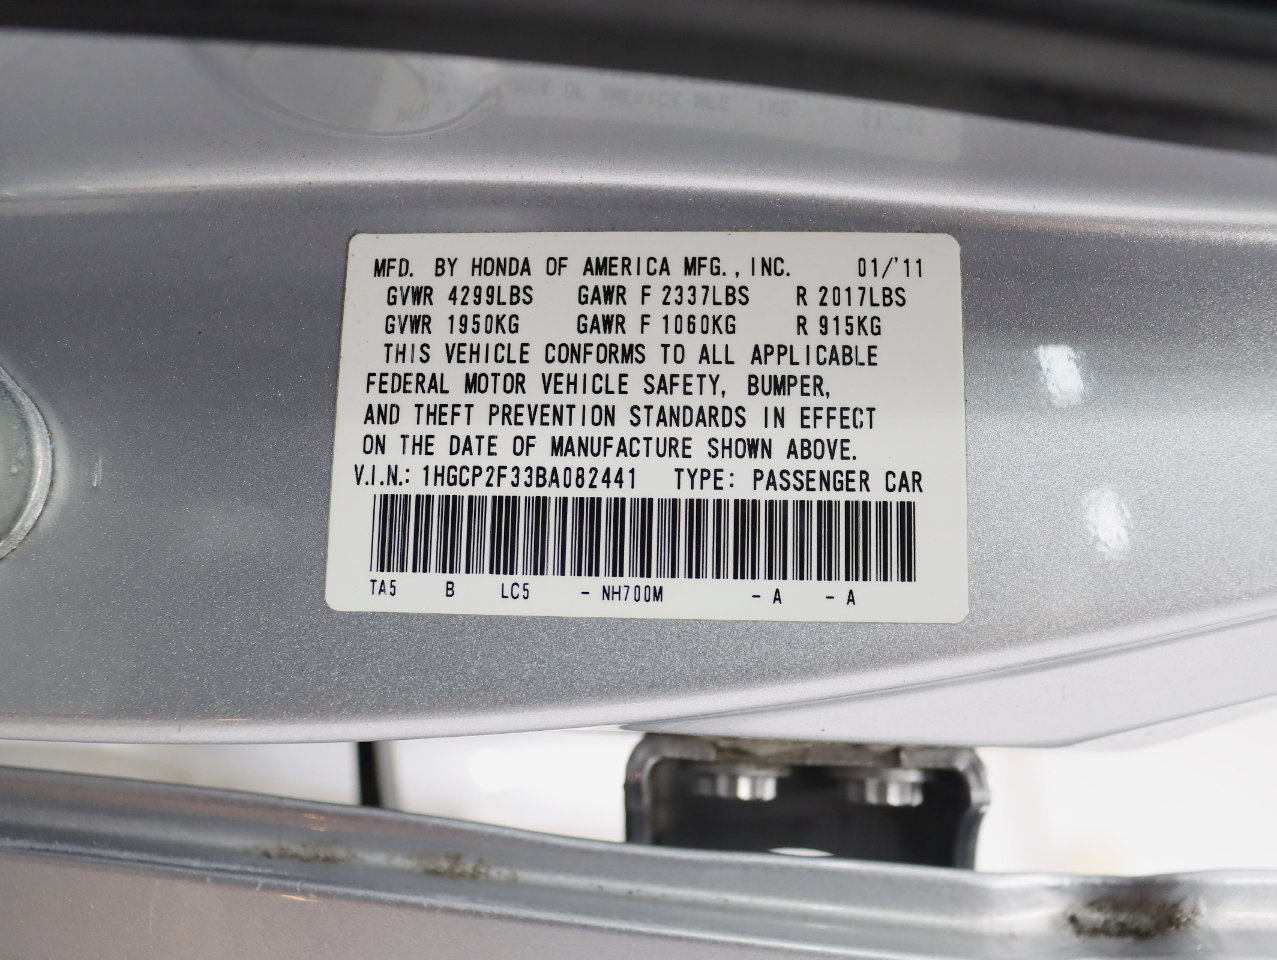 MFD. BY HONDA OF AMERICA MFG., INC. 01/'11
GVWR 4299LBS GAWR F 2337LBS R 2017LBS
GVWR 1950KG GAWR F 1060KG R 915KG
THIS VEHICLE CONFORMS TO ALL APPLICABLE
FEDERAL MOTOR VEHICLE SAFETY, BUMPER,
AND THEFT PREVENTION STANDARDS IN EFFECT
ON THE DATE OF MANUFACTURE SHOWN ABOVE.
V.I.N.: 1HGCP2F33BA082441 TYPE: PASSENGER CAR
TA5 B LC5 - NH700M - A - A